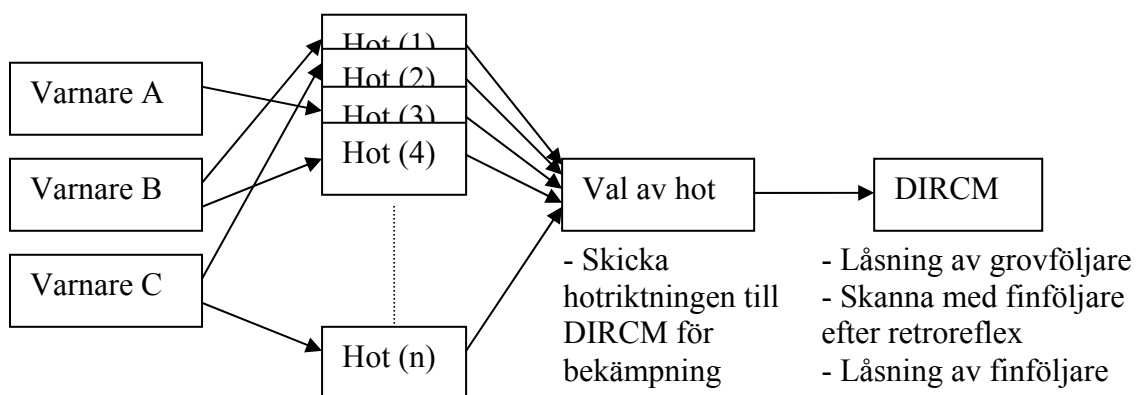 Varnare A
Varnare B
Varnare C
Hot (1)
Hot (2)
Hot (3)
Hot (4)
Hot (n)
Val av hot
- Skicka
hotriktningen till
DIRCM för
bekämpning
DIRCM
- Låsning av grovföljare
- Skanna med finföljare
efter retroreflex
- Låsning av finföljare